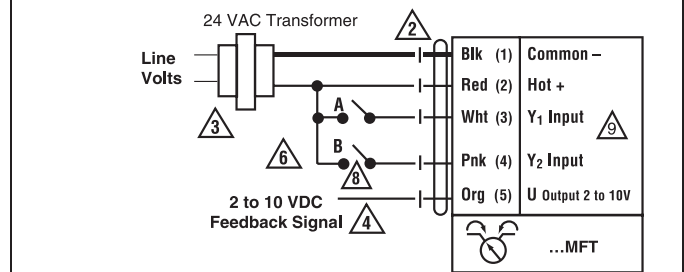 24 VAC Transformer
2
Line
Volts
3
Blk (1) Common –
Red (2) Hot +
A
Wht (3) Y1 Input
9
6
B
8
Pnk (4) Y2 Input
Org (5) U Output 2 to 10V
2 to 10 VDC
Feedback Signal
4
...MFT